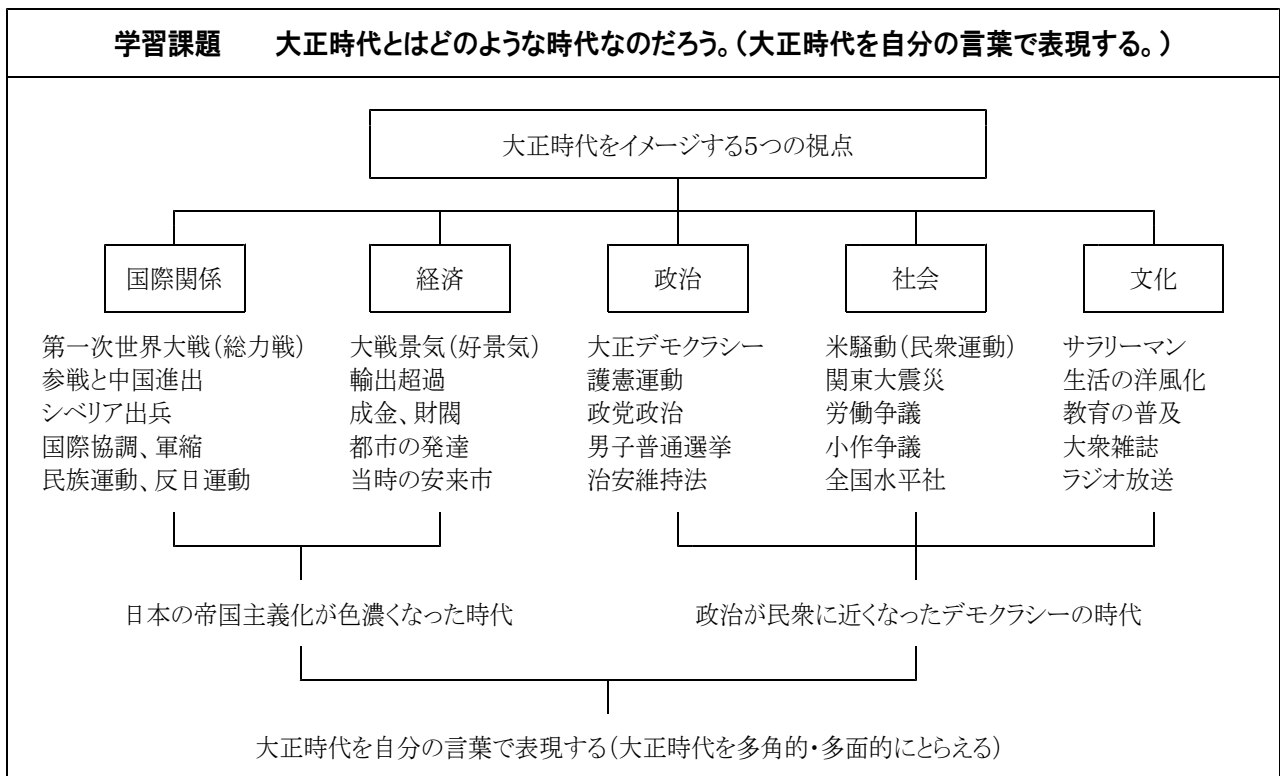 学習課題　　大正時代とはどのような時代なのだろう。（大正時代を自分の言葉で表現する。）
大正時代をイメージする5つの視点
国際関係
第一次世界大戦（総力戦）
参戦と中国進出
シベリア出兵
国際協調、軍縮
民族運動、反日運動
経済
大戦景気（好景気）
輸出超過
成金、財閥
都市の発達
当時の安来市
政治
大正デモクラシー
護憲運動
政党政治
男子普通選挙
治安維持法
社会
米騒動（民衆運動）
関東大震災
労働争議
小作争議
全国水平社
文化
サラリーマン
生活の洋風化
教育の普及
大衆雑誌
ラジオ放送
日本の帝国主義化が色濃くなった時代
政治が民衆に近くなったデモクラシーの時代
大正時代を自分の言葉で表現する（大正時代を多角的・多面的にとらえる）